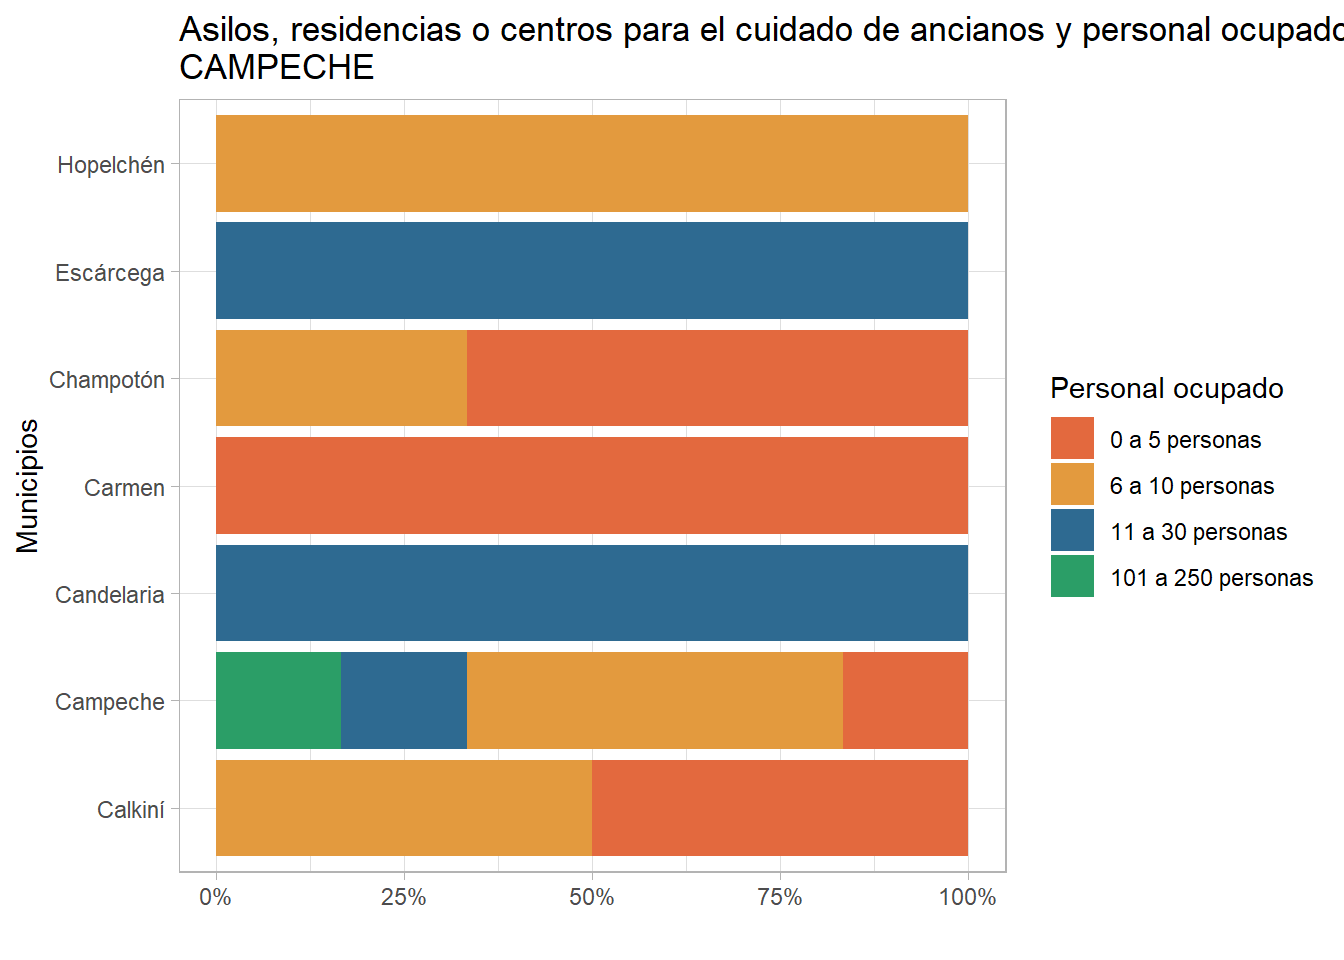 Asilos, residencias o centros para el cuidado de ancianos y personal ocupado
CAMPECHE
Municipios
Hopelchén
Escárcega
Champotón
Carmen
Candelaria
Campeche
Calkiní
0%
25%
50%
75%
100%
Personal ocupado
0 a 5 personas
6 a 10 personas
11 a 30 personas
101 a 250 personas